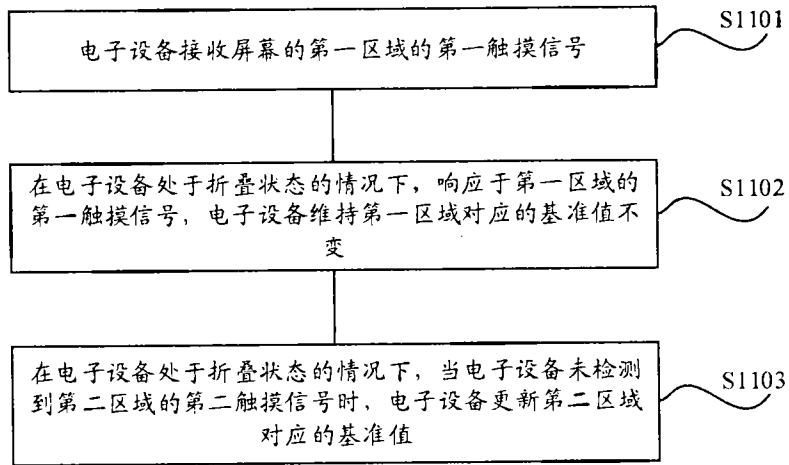 电子设备接收屏幕的第一区域的第一触摸信号
S1101
在电子设备处于折叠状态的情况下，响应于第一区域的
第一触摸信号，电子设备维持第一区域对应的基准值不
变
S1102
在电子设备处于折叠状态的情况下，当电子设备未检测
到第二区域的第二触摸信号时，电子设备更新第二区域
对应的基准值
S1103